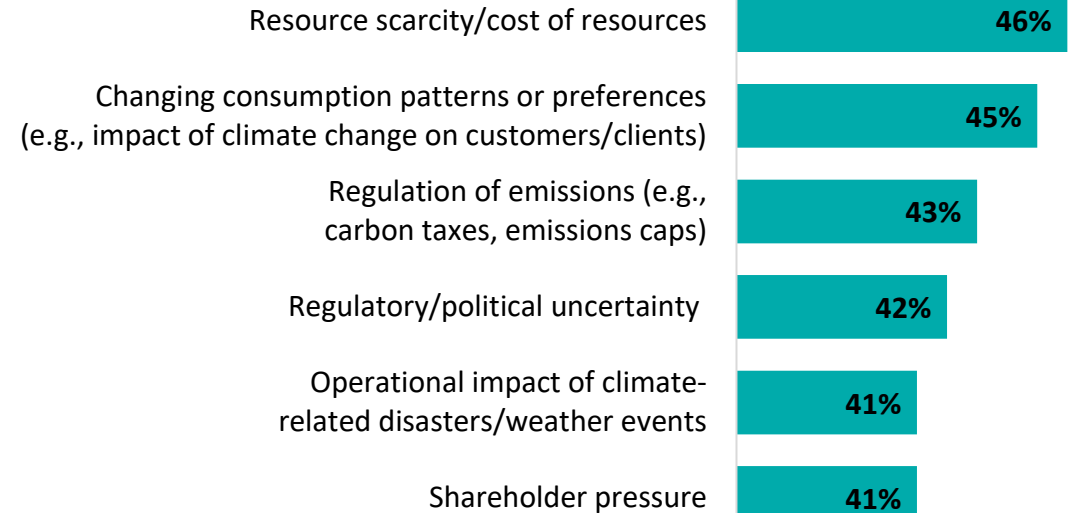 Resource scarcity/cost of resources
46%
Changing consumption patterns or preferences
(e.g., impact of climate change on customers/clients)
45%
Regulation of emissions (e.g.,
carbon taxes, emissions caps)
43%
Regulatory/political uncertainty
42%
Operational impact of climate-
related disasters/weather events
41%
Shareholder pressure
41%